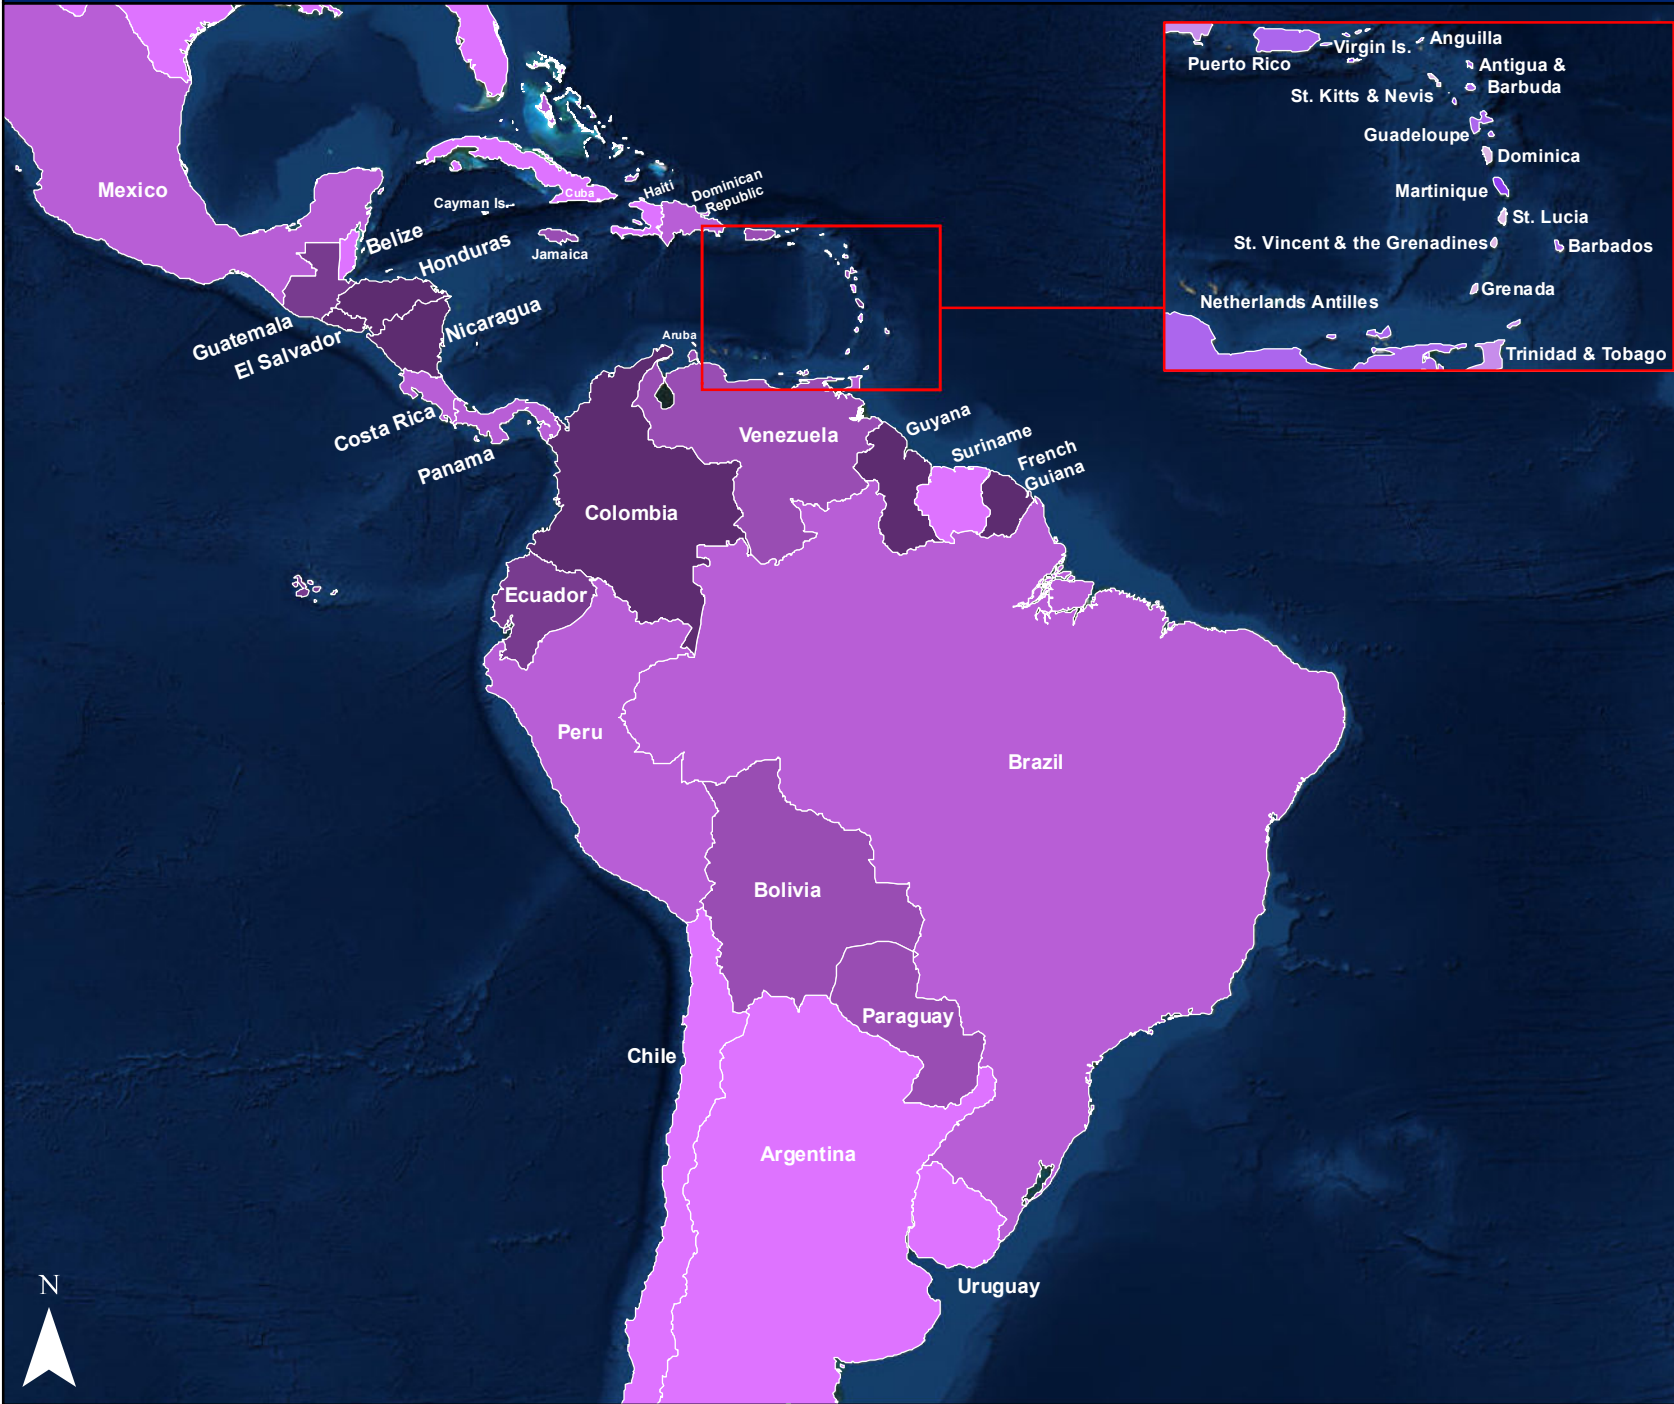 Virgin Is.
Anguilla
Puerto Rico
Antigua &
Barbuda
St. Kitts & Nevis
Guadeloupe
Dominica
Martinique
St. Lucia
St. Vincent & the Grenadines
Barbados
Grenada
Netherlands Antilles
Trinidad & Tobago
Mexico
Cuba
Haiti
Dominican
Republic
Cayman Is.
Belize
Honduras
Jamaica
Guatemala
El Salvador
Nicaragua
Aruba
Costa Rica
Panama
Venezuela
Guyana
Suriname
French
Guiana
Colombia
Ecuador
Peru
Brazil
Bolivia
Paraguay
Chile
Argentina
Uruguay
N